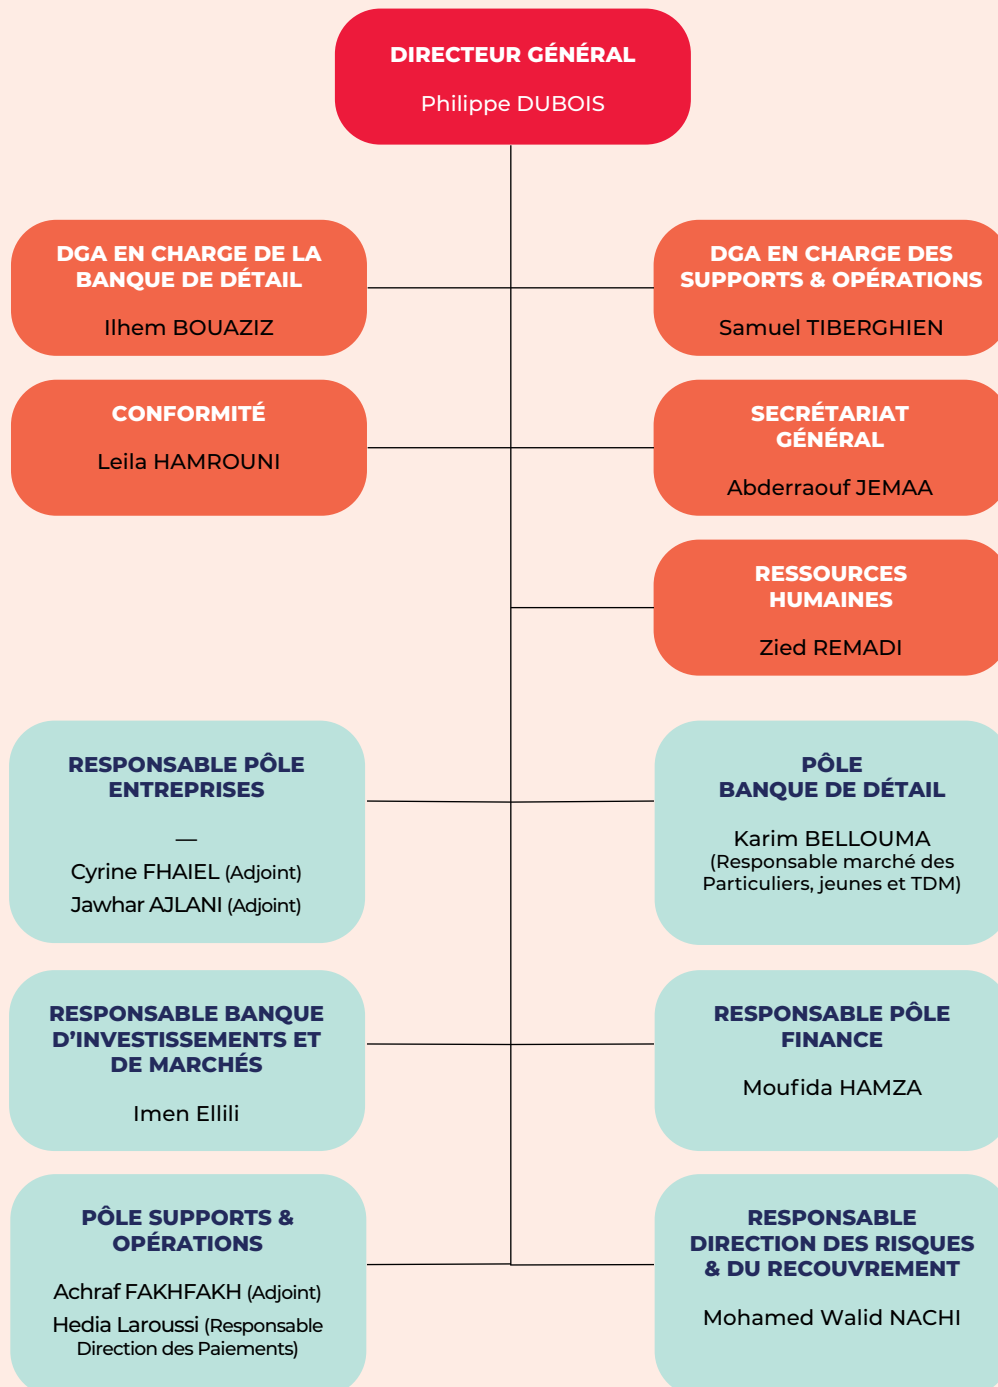 DIRECTEUR GÉNÉRAL
Philippe DUBOIS
DGA EN CHARGE DE LA
BANQUE DE DÉTAIL
Ilhem BOUAZIZ
DGA EN CHARGE DES
SUPPORTS & OPÉRATIONS
Samuel TIBERGHIEN
CONFORMITÉ
Leila HAMROUNI
SECRÉTARIAT
GÉNÉRAL
Abderraouf JEMAA
RESSOURCES
HUMAINES
Zied REMADI
RESPONSABLE PÔLE
ENTREPRISES
—
Cyrine FHAIEL (Adjoint)
Jawhar AJLANI (Adjoint)
PÔLE
BANQUE DE DÉTAIL
Karim BELLOUMA
(Responsable marché des
Particuliers, jeunes et TDM)
RESPONSABLE BANQUE
D’INVESTISSEMENTS ET
DE MARCHÉS
Imen Ellili
RESPONSABLE PÔLE
FINANCE
Moufida HAMZA
PÔLE SUPPORTS &
OPÉRATIONS
Achraf FAKHFAKH (Adjoint)
Hedia Laroussi (Responsable
Direction des Paiements)
RESPONSABLE
DIRECTION DES RISQUES
& DU RECOUVREMENT
Mohamed Walid NACHI